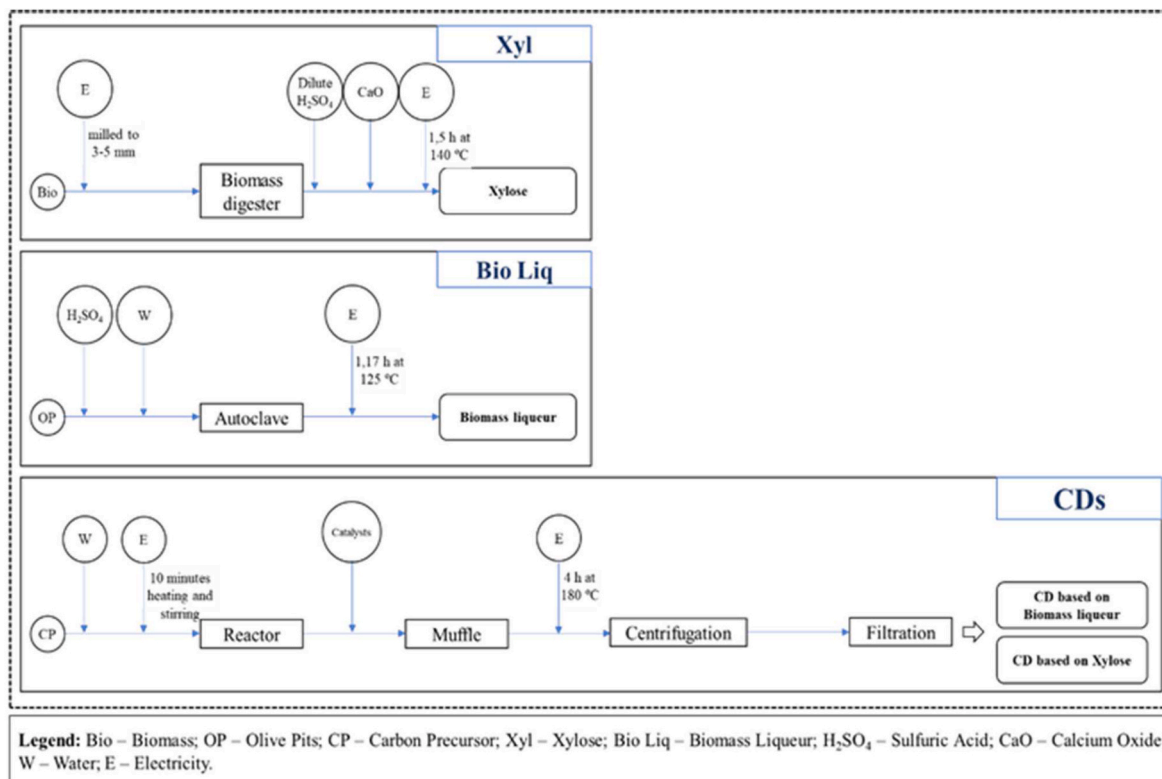 Xyl
E
Dilute
H₂SO₄
CaO
E
milled to
3-5 mm
1,5 h at
140 ºC
Bio
Biomass
digester
Xylose
Bio Liq
H₂SO₄
W
E
1,17 h at
125 ºC
OP
Autoclave
Biomass liqueur
CDs
W
E
Catalysts
E
10 minutes
heating and
stirring
4 h at
180 ºC
CP
Reactor
Muffle
Centrifugation
Filtration
CD based on
Biomass liqueur
CD based on Xylose
Legend: Bio – Biomass; OP – Olive Pits; CP – Carbon Precursor; Xyl – Xylose; Bio Liq – Biomass Liqueur; H₂SO₄ – Sulfuric Acid; CaO – Calcium Oxide
W – Water; E – Electricity.